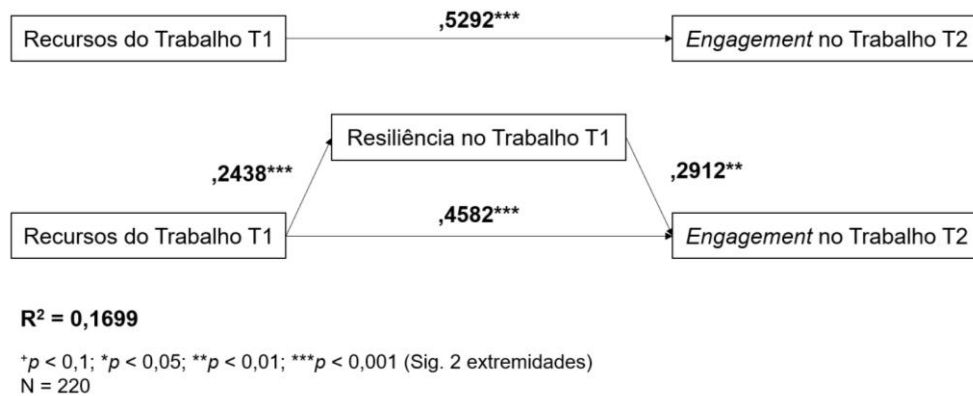 ,5292***
Recursos do Trabalho T1
Engagement no Trabalho T2
Resiliência no Trabalho T1
,2438***
,2912**
,4582***
Recursos do Trabalho T1
Engagement no Trabalho T2
R² = 0,1699
⁺p < 0,1; *p < 0,05; **p < 0,01; ***p < 0,001 (Sig. 2 extremidades)
N = 220